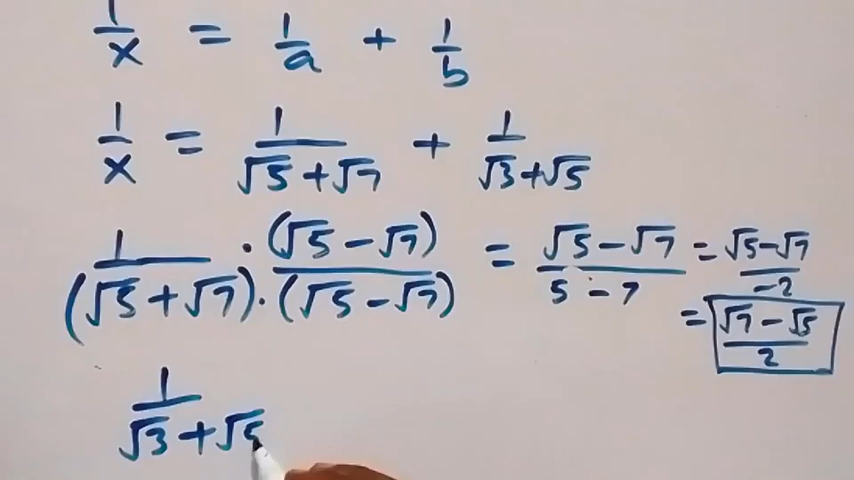 1/x = 1/a + 1/b
1/x = 1/(√5 + √7) + 1/(√3 + √5)
1/(√5 + √7) · (√5 - √7)/(√5 - √7) = (√5 - √7)/(5 - 7) = (√5 - √7)/-2
= (√7 - √5)/2
1/(√3 + √5)